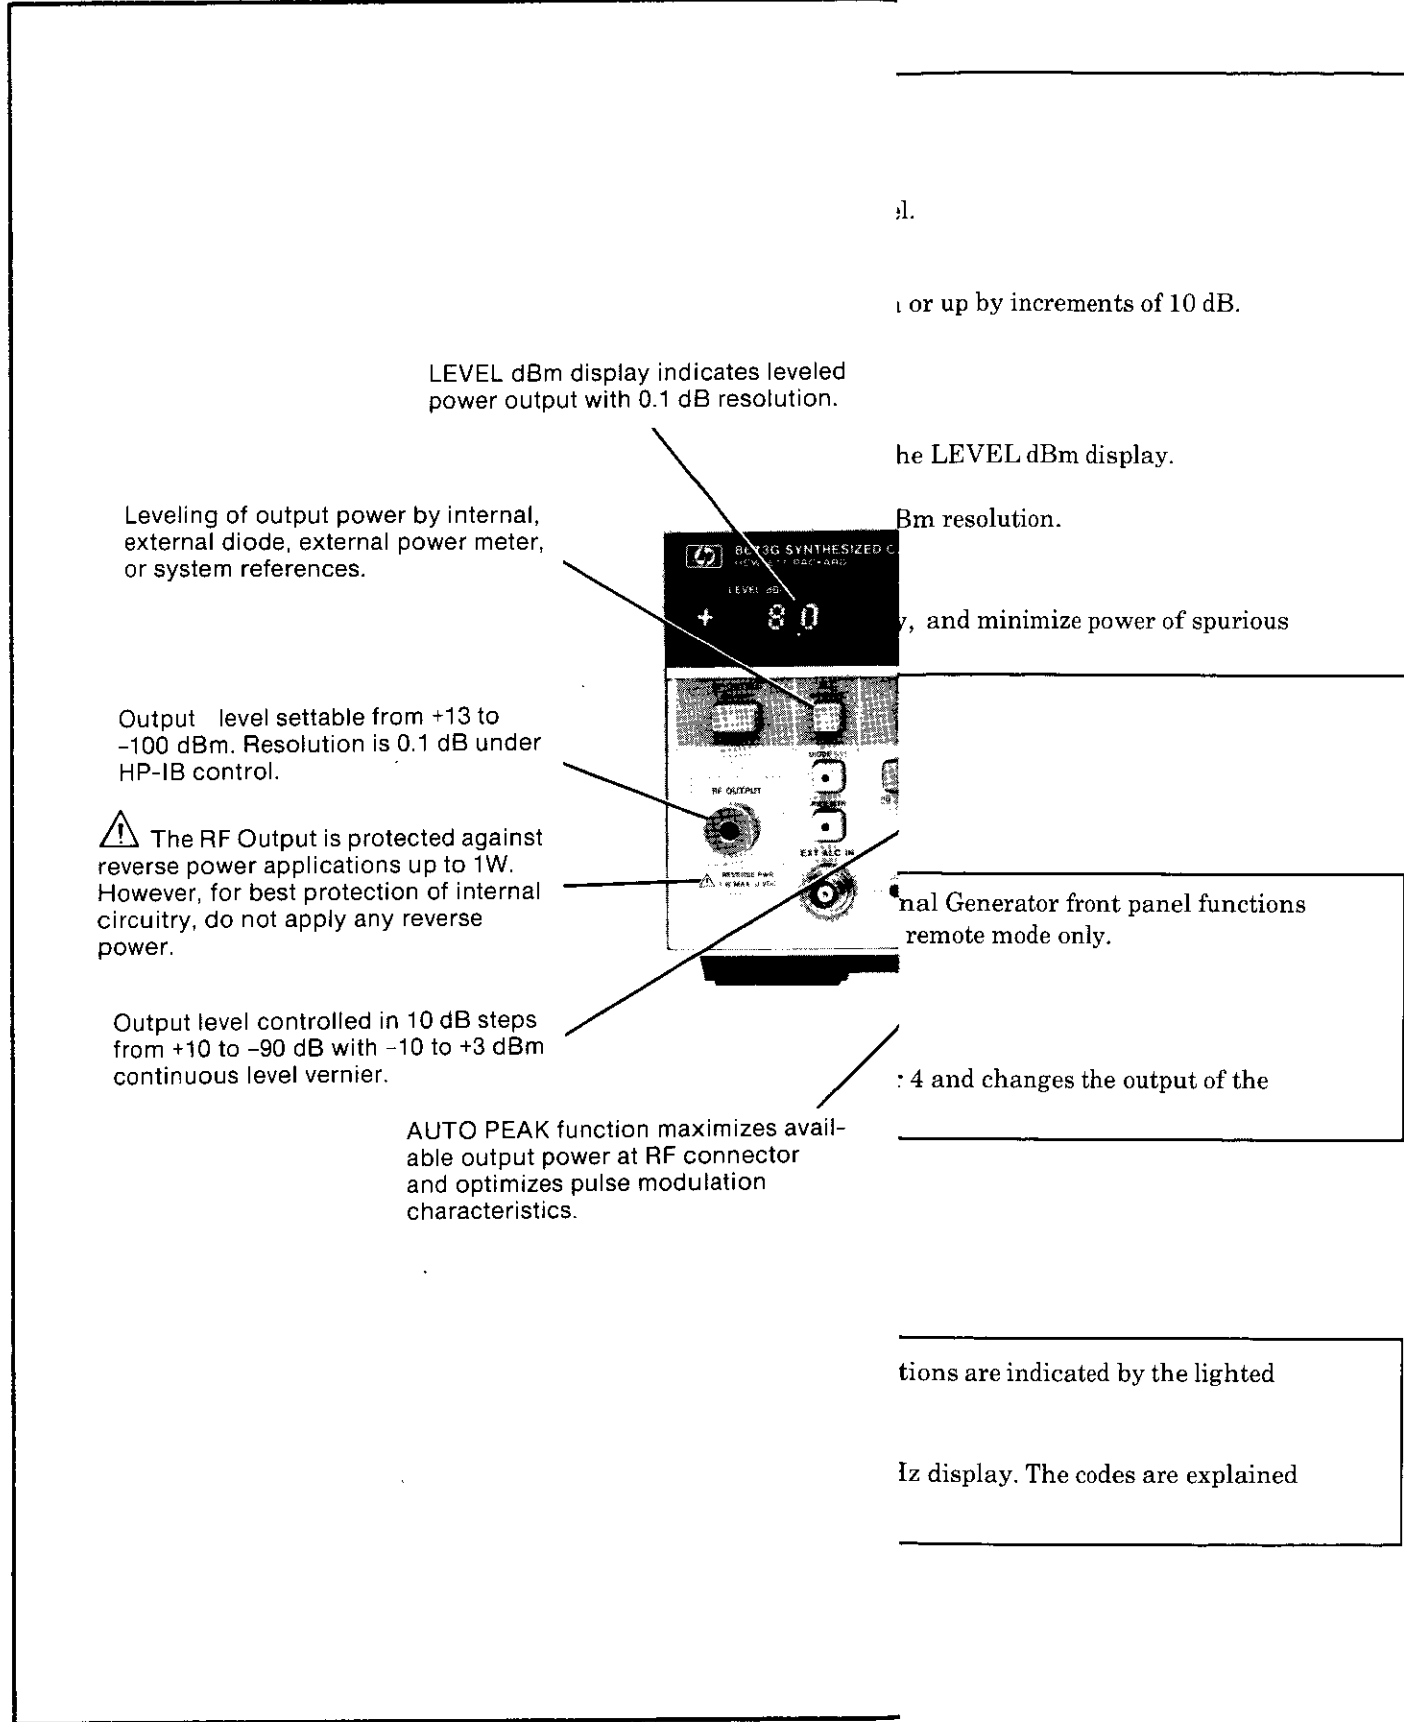 LEVEL dBm display indicates leveled
power output with 0.1 dB resolution.
Leveling of output power by internal,
external diode, external power meter,
or system references.
Output level settable from +13 to
–100 dBm. Resolution is 0.1 dB under
HP-IB control.
The RF Output is protected against
reverse power applications up to 1W.
However, for best protection of internal
circuitry, do not apply any reverse
power.
Output level controlled in 10 dB steps
from +10 to –90 dB with –10 to +3 dBm
continuous level vernier.
AUTO PEAK function maximizes avail-
able output power at RF connector
and optimizes pulse modulation
characteristics.
hp
SYNTHESIZED C
HEWLETT PACKARD
LEVEL
+ 8.0
RF OUTPUT
EXT ALC IN
REVERSE PWR
el.
or up by increments of 10 dB.
he LEVEL dBm display.
Bm resolution.
y, and minimize power of spurious
nal Generator front panel functions
remote mode only.
4 and changes the output of the
tions are indicated by the lighted
Hz display. The codes are explained